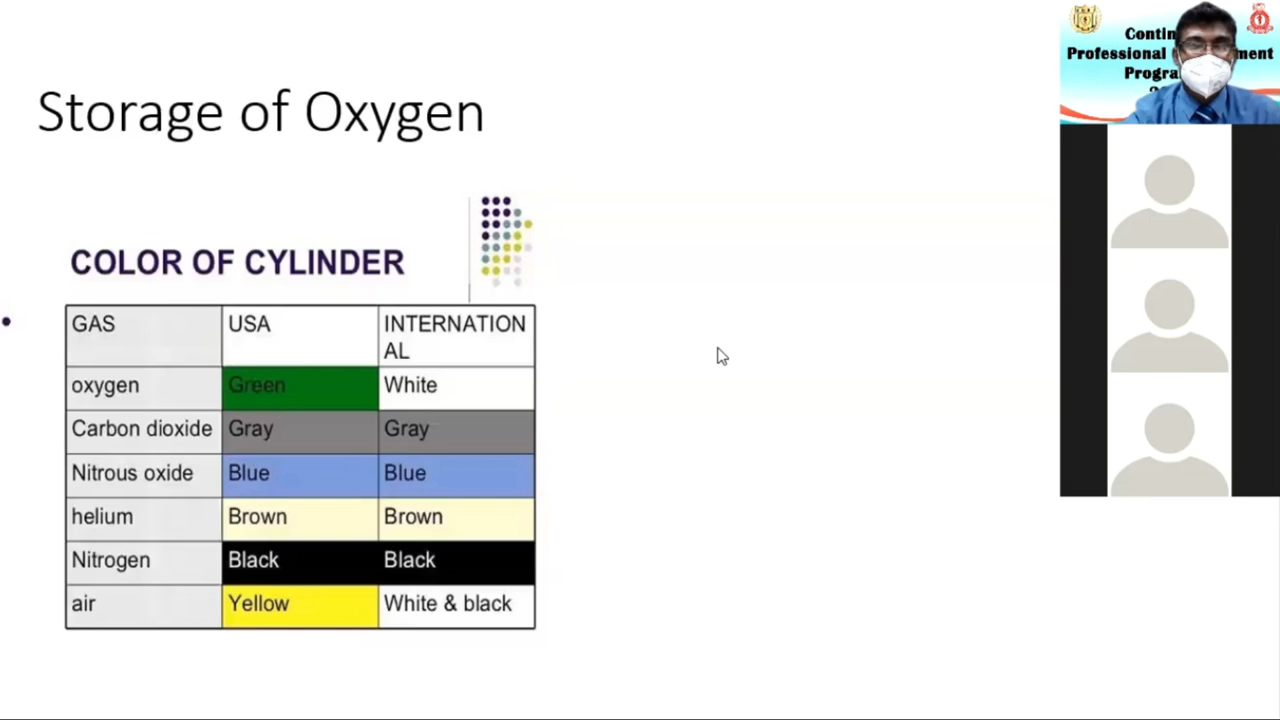 Storage of Oxygen
COLOR OF CYLINDER
GAS USA INTERNATION
AL
oxygen Green White
Carbon dioxide Gray Gray
Nitrous oxide Blue Blue
helium Brown Brown
Nitrogen Black Black
air Yellow White & black
Contin
Professional ment
Progra